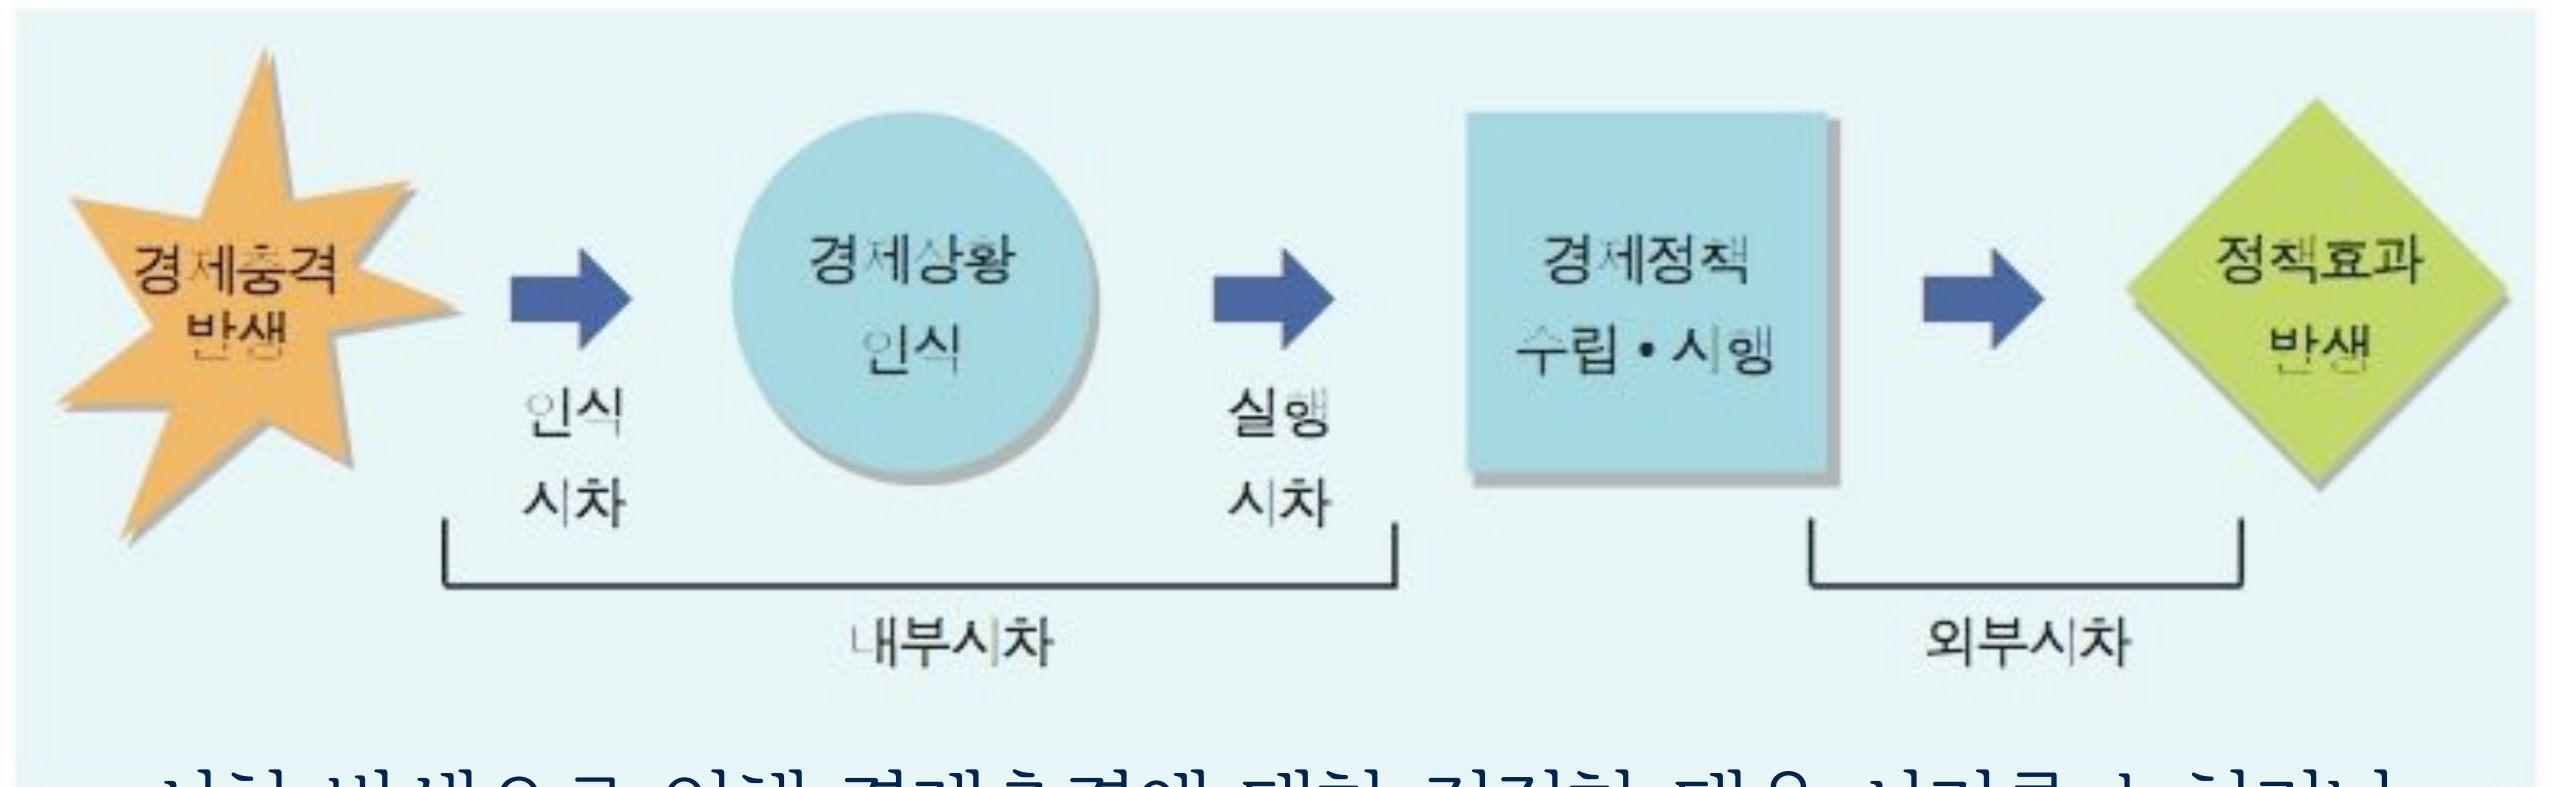 경제충격
발생
인식
시차
경제상황
인식
실행
시차
경제정책
수립·시행
정책효과
발생
내부시차
외부시차